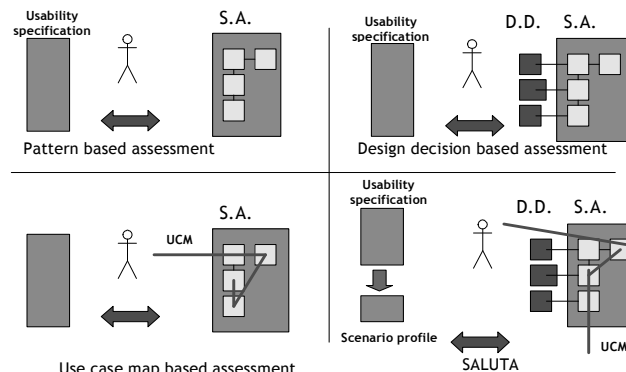 Usability
specification
S.A.
Pattern based assessment
Usability
specification
D.D. S.A.
Design decision based assessment
S.A.
UCM
Use case map based assessment
Usability
specification
D.D. S.A.
Scenario profile
UCM
SALUTA